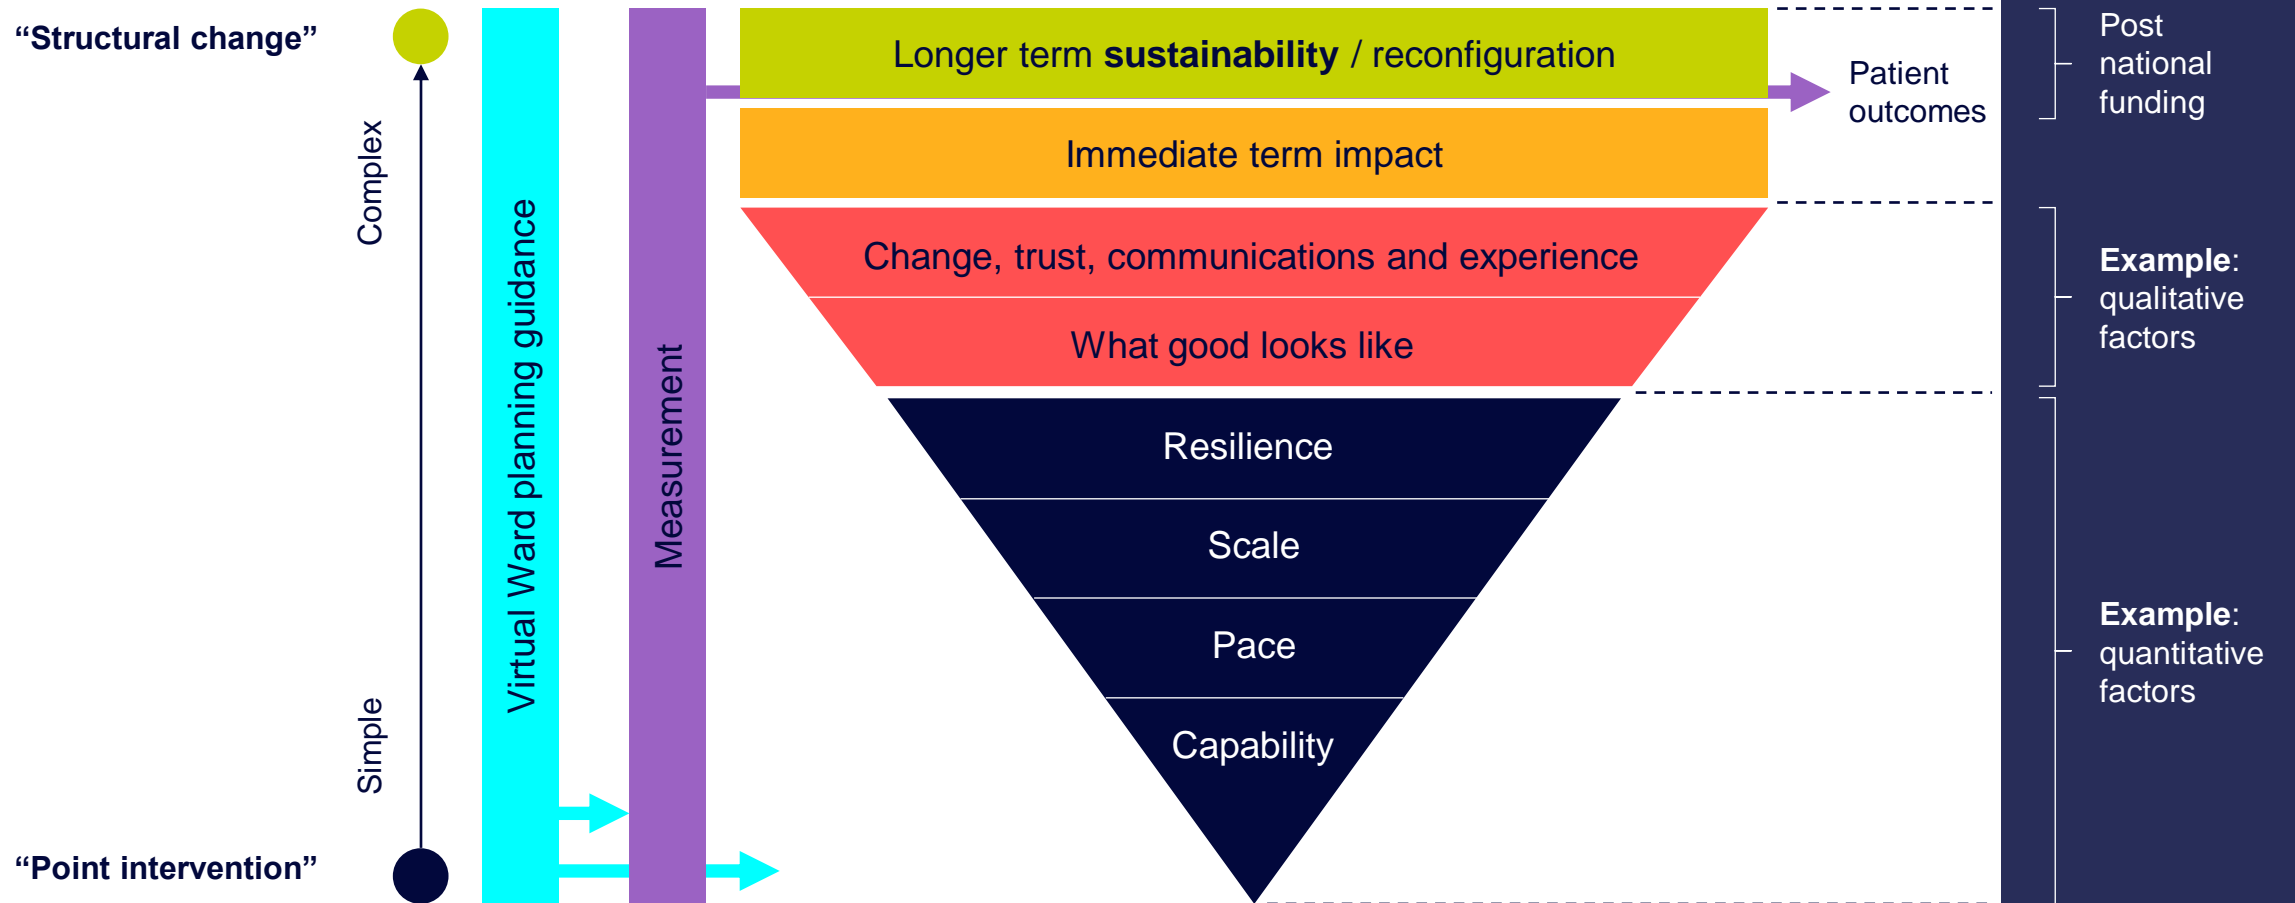 “Structural change”
Complex
Simple
“Point intervention”
Virtual Ward planning guidance
Measurement
Longer term sustainability / reconfiguration
Immediate term impact
Change, trust, communications and experience
What good looks like
Resilience
Scale
Pace
Capability
Patient
outcomes
Post
national
funding
Example:
qualitative
factors
Example:
quantitative
factors